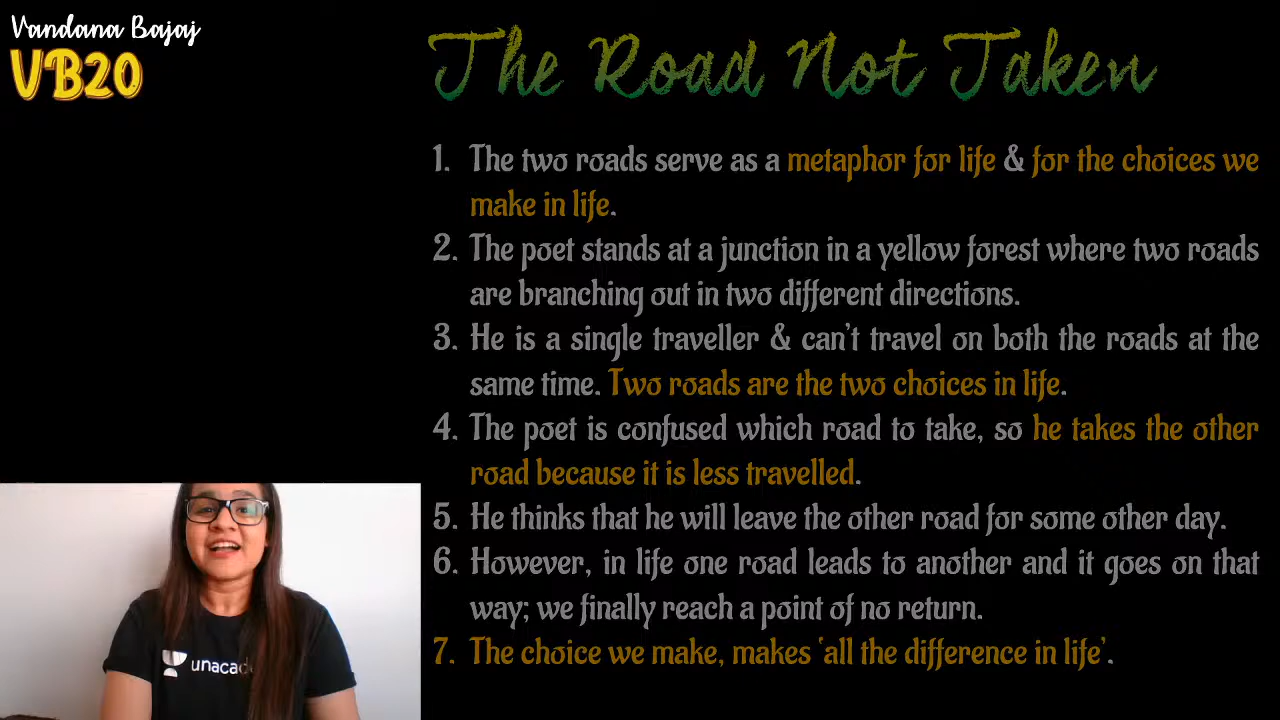 Vandana Bajaj
VB20
The Road Not Taken
1. The two roads serve as a metaphor for life & for the choices we
make in life.
2. The poet stands at a junction in a yellow forest where two roads
are branching out in two different directions.
3. He is a single traveller & can't travel on both the roads at the
same time. Two roads are the two choices in life.
4. The poet is confused which road to take, so he takes the other
road because it is less travelled.
5. He thinks that he will leave the other road for some other day.
6. However, in life one road leads to another and it goes on that
way; we finally reach a point of no return.
7. The choice we make, makes 'all the difference in life'.